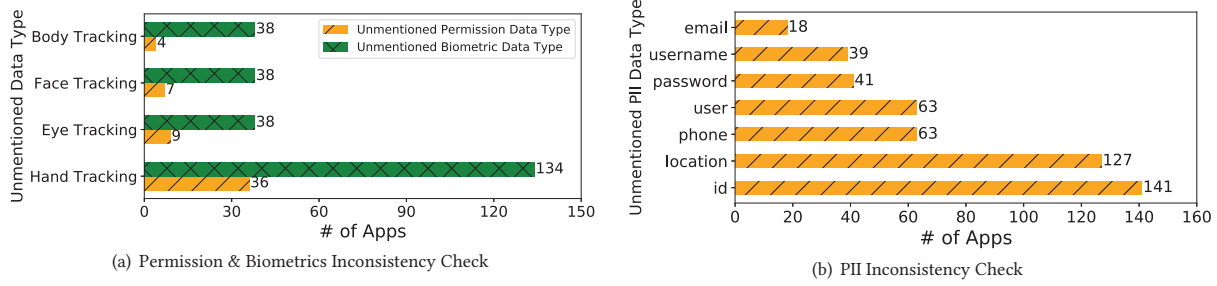 Unmentioned Data Type
Body Tracking
38
4
Face Tracking
38
7
Eye Tracking
38
9
Hand Tracking
134
36
Unmentioned Permission Data Type
Unmentioned Biometric Data Type
0 30 60 90 120 150
# of Apps
(a) Permission & Biometrics Inconsistency Check
Unmentioned PII Data Type
email 18
username 39
password 41
user 63
phone 63
location 127
id 141
0 20 40 60 80 100 120 140 160
# of Apps
(b) PII Inconsistency Check